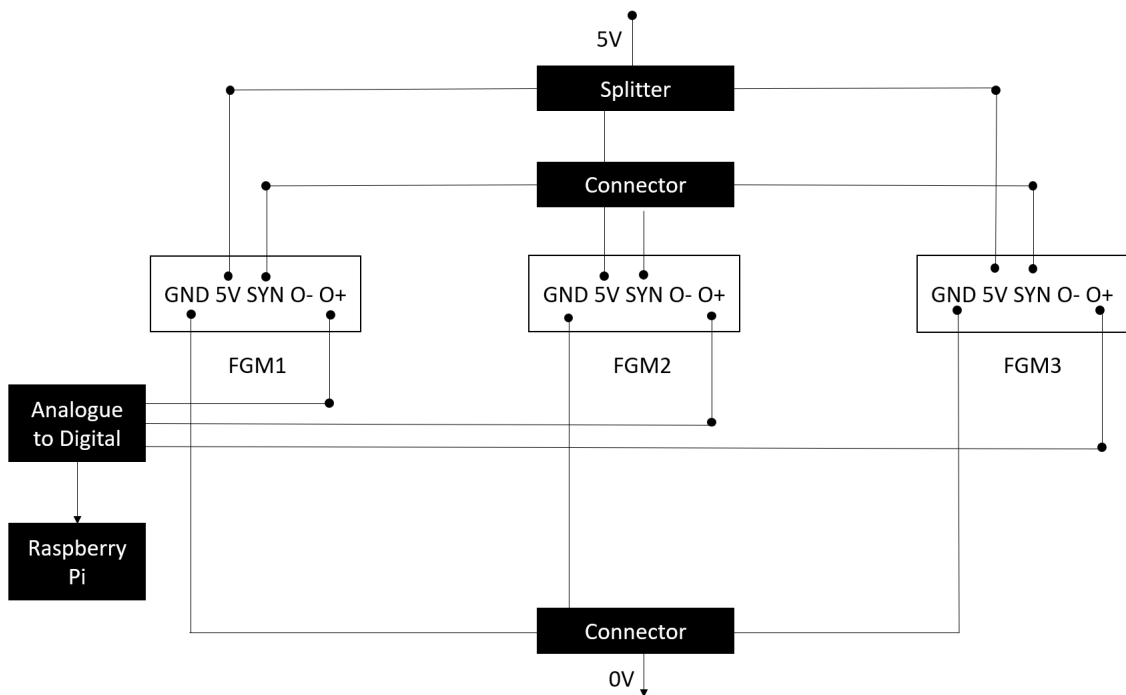 5V
Splitter
Connector
GND 5V SYN O- O+
GND 5V SYN O- O+
GND 5V SYN O- O+
FGM1
FGM2
FGM3
Analogue
to Digital
Raspberry
Pi
Connector
0V